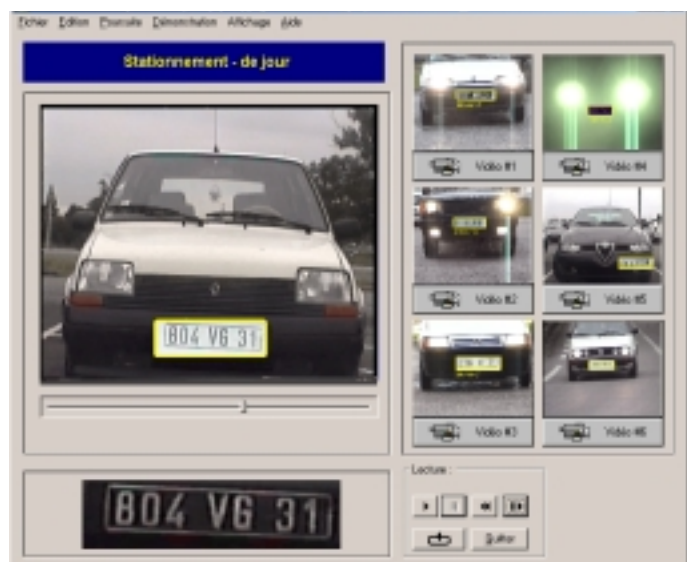 Fichier Edition Poursuite Démonstration Affichage Aide
Stationnement - de jour
804 VG 31
Vidéo #1
Vidéo #4
Vidéo #2
Vidéo #5
Vidéo #3
Vidéo #6
804 VG 31
Lecture :
Quitter